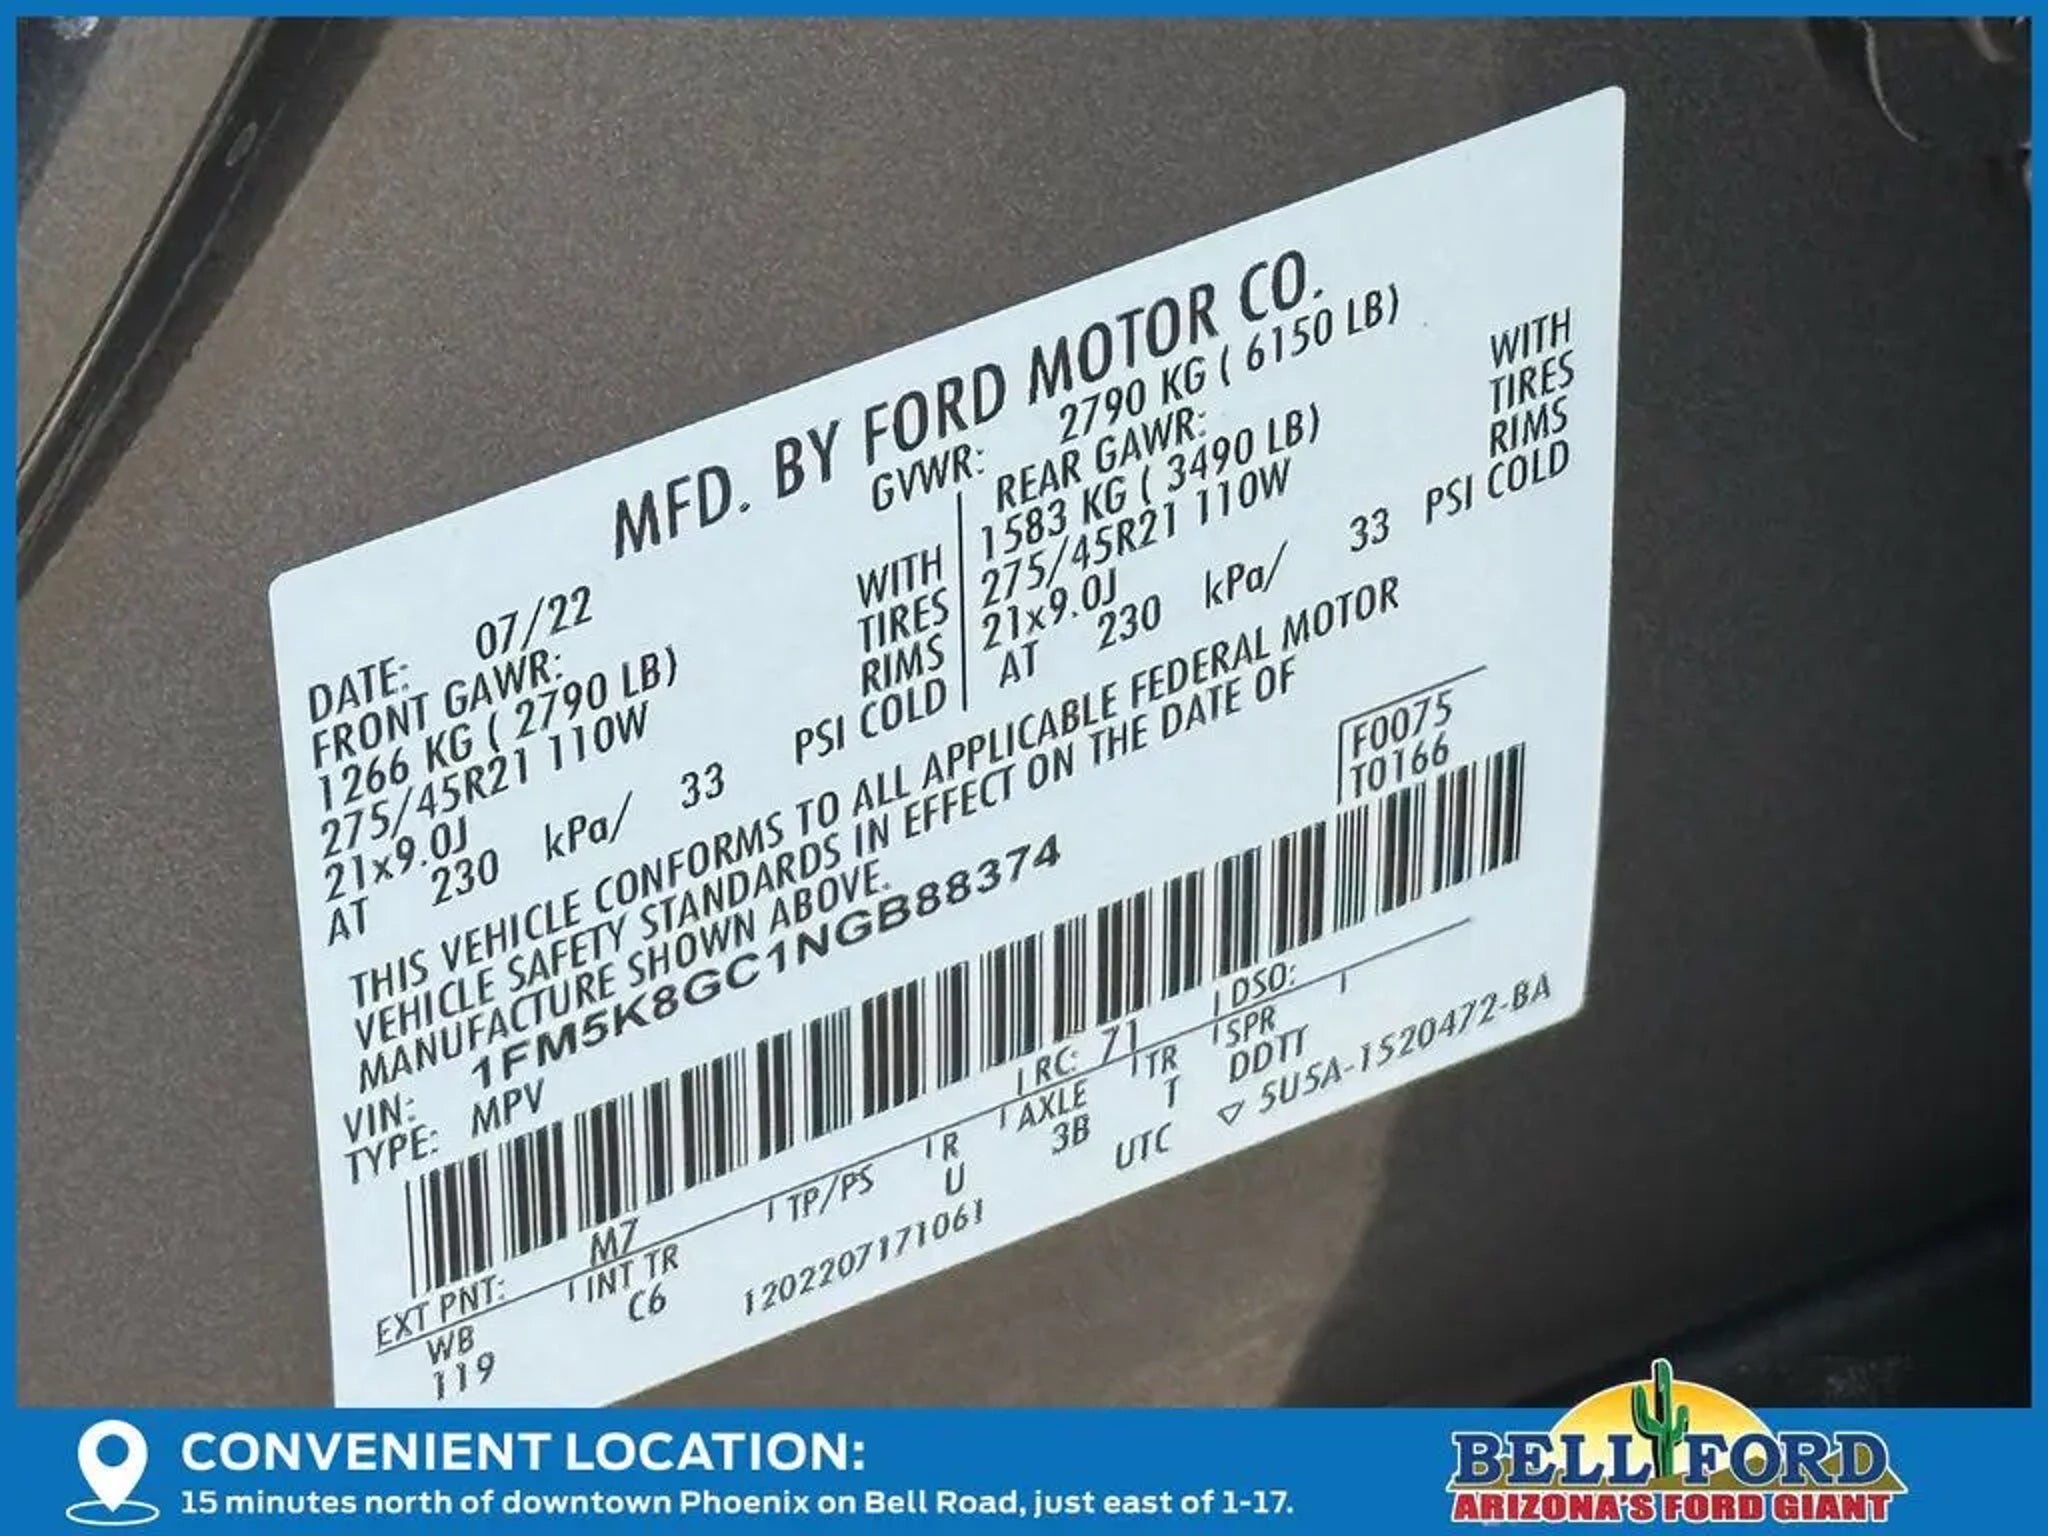 MFD. BY FORD MOTOR CO.
DATE: 07/22 GVWR: 2790 KG ( 6150 LB)
FRONT GAWR: REAR GAWR:
1266 KG ( 2790 LB) WITH 1583 KG ( 3490 LB) WITH
275/45R21 110W TIRES 275/45R21 110W TIRES
21x9.0J RIMS 21x9.0J RIMS
AT 230 kPa/ 33 PSI COLD AT 230 kPa/ 33 PSI COLD
THIS VEHICLE CONFORMS TO ALL APPLICABLE FEDERAL MOTOR
VEHICLE SAFETY STANDARDS IN EFFECT ON THE DATE OF
MANUFACTURE SHOWN ABOVE.
VIN: 1FM5K8GC1NGB88374 F0075
TYPE: MPV T0166
EXT PNT: M7 RC: 71 DSO:
WB INT TR TP/PS R AXLE TR SPR
119 C6 U 3B T DDTT
1202207171061 UTC ▽ 5U5A-1520472-BA
CONVENIENT LOCATION:
15 minutes north of downtown Phoenix on Bell Road, just east of 1-17.
BELL FORD
ARIZONA'S FORD GIANT